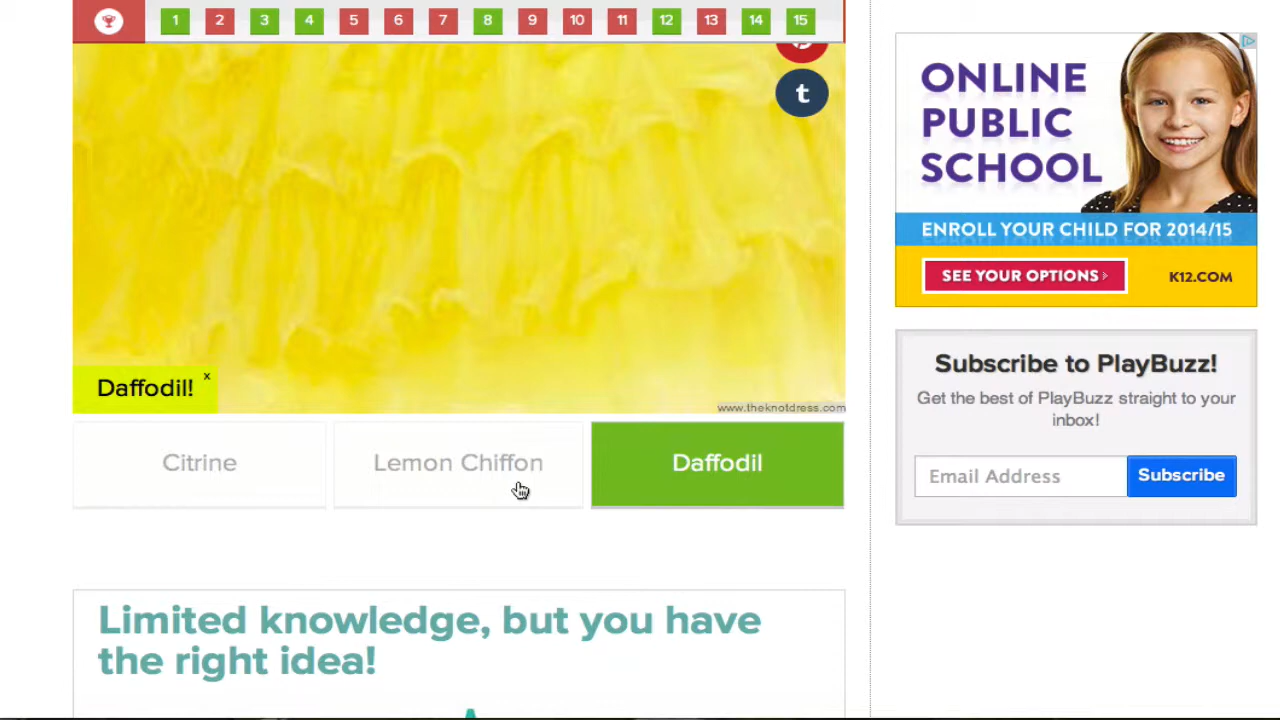 1 2 3 4 5 6 7 8 9 10 11 12 13 14 15
t
Daffodil! x
www.theknotdress.com
Citrine
Lemon Chiffon
Daffodil
Limited knowledge, but you have
the right idea!
ONLINE
PUBLIC
SCHOOL
ENROLL YOUR CHILD FOR 2014/15
SEE YOUR OPTIONS
K12.COM
Subscribe to PlayBuzz!
Get the best of PlayBuzz straight to your
inbox!
Email Address
Subscribe